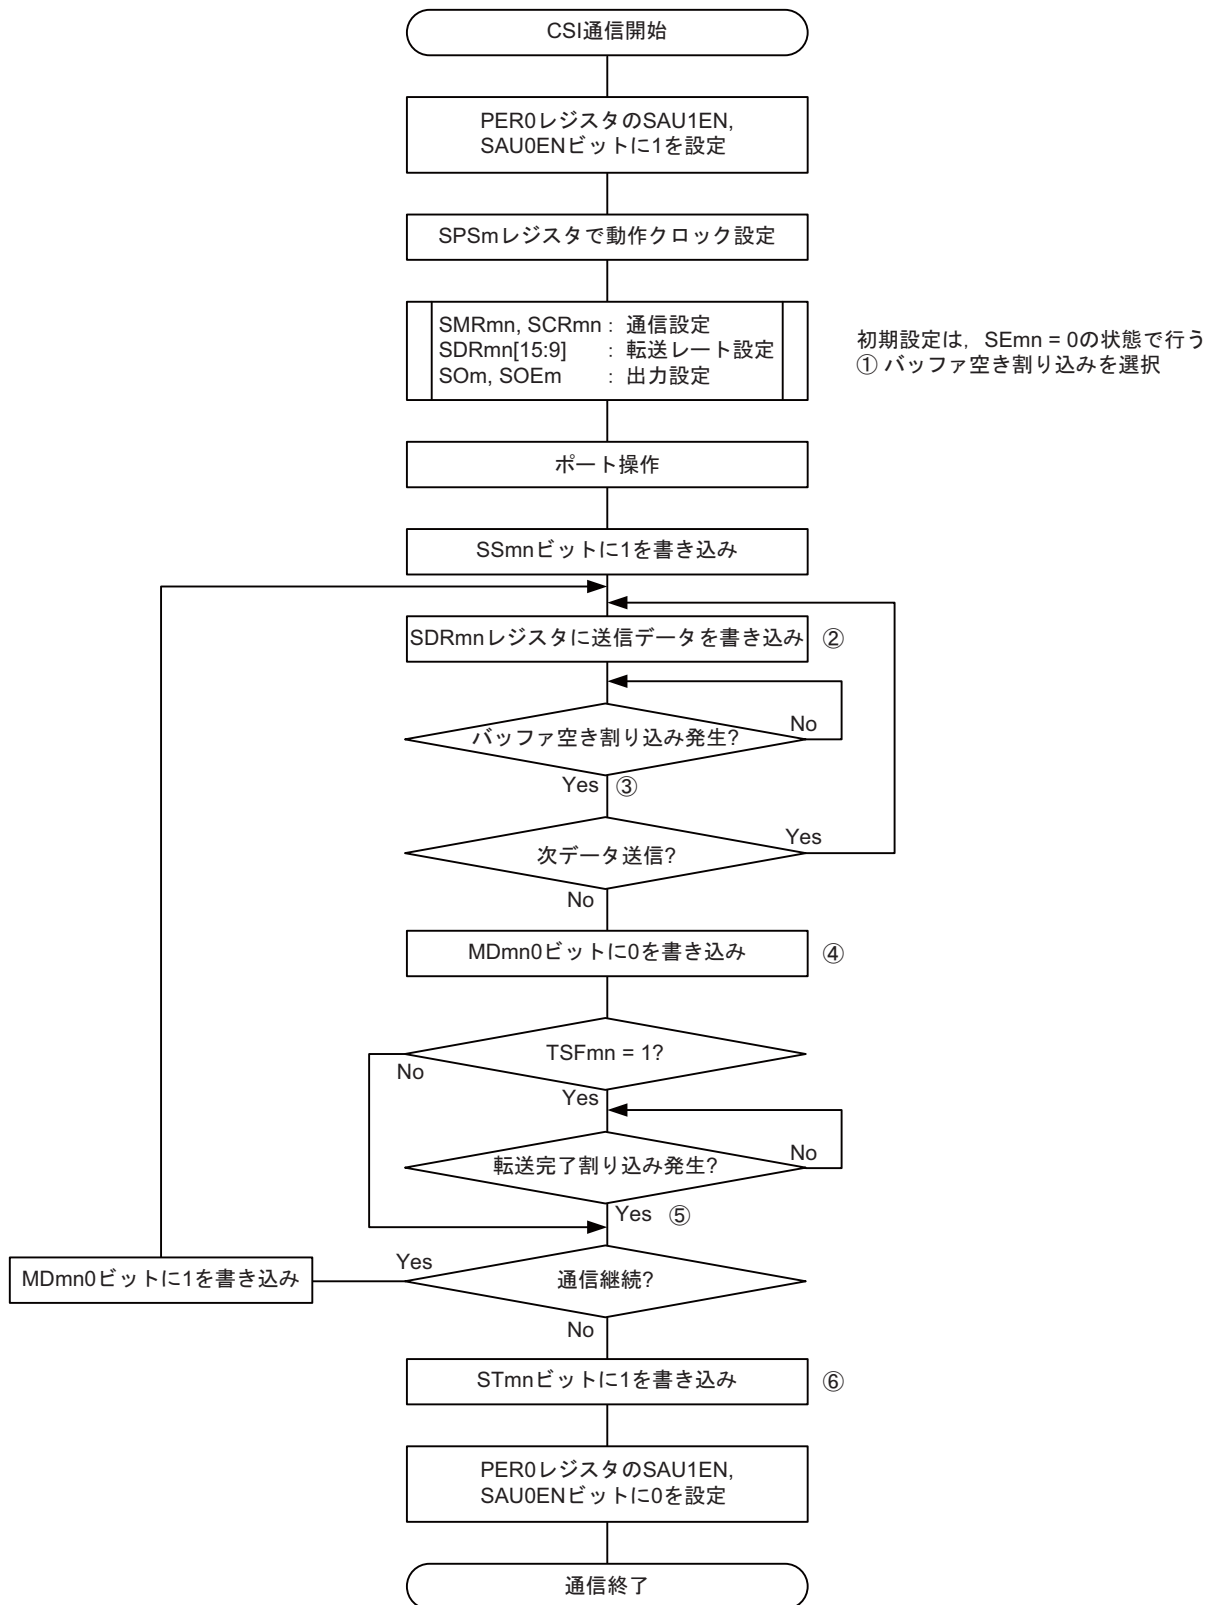 CSI通信開始
PER0レジスタのSAU1EN,
SAU0ENビットに1を設定
SPSmレジスタで動作クロック設定
SMRmn, SCRmn : 通信設定
SDRmn[15:9] : 転送レート設定
SOm, SOEm : 出力設定
初期設定は, SEmn = 0の状態で行う
① バッファ空き割り込みを選択
ポート操作
SSmnビットに1を書き込み
SDRmnレジスタに送信データを書き込み ②
バッファ空き割り込み発生?
No
Yes ③
次データ送信?
Yes
No
MDmn0ビットに0を書き込み ④
TSFmn = 1?
No
Yes
転送完了割り込み発生?
No
Yes ⑤
通信継続?
Yes
MDmn0ビットに1を書き込み
No
STmnビットに1を書き込み ⑥
PER0レジスタのSAU1EN,
SAU0ENビットに0を設定
通信終了